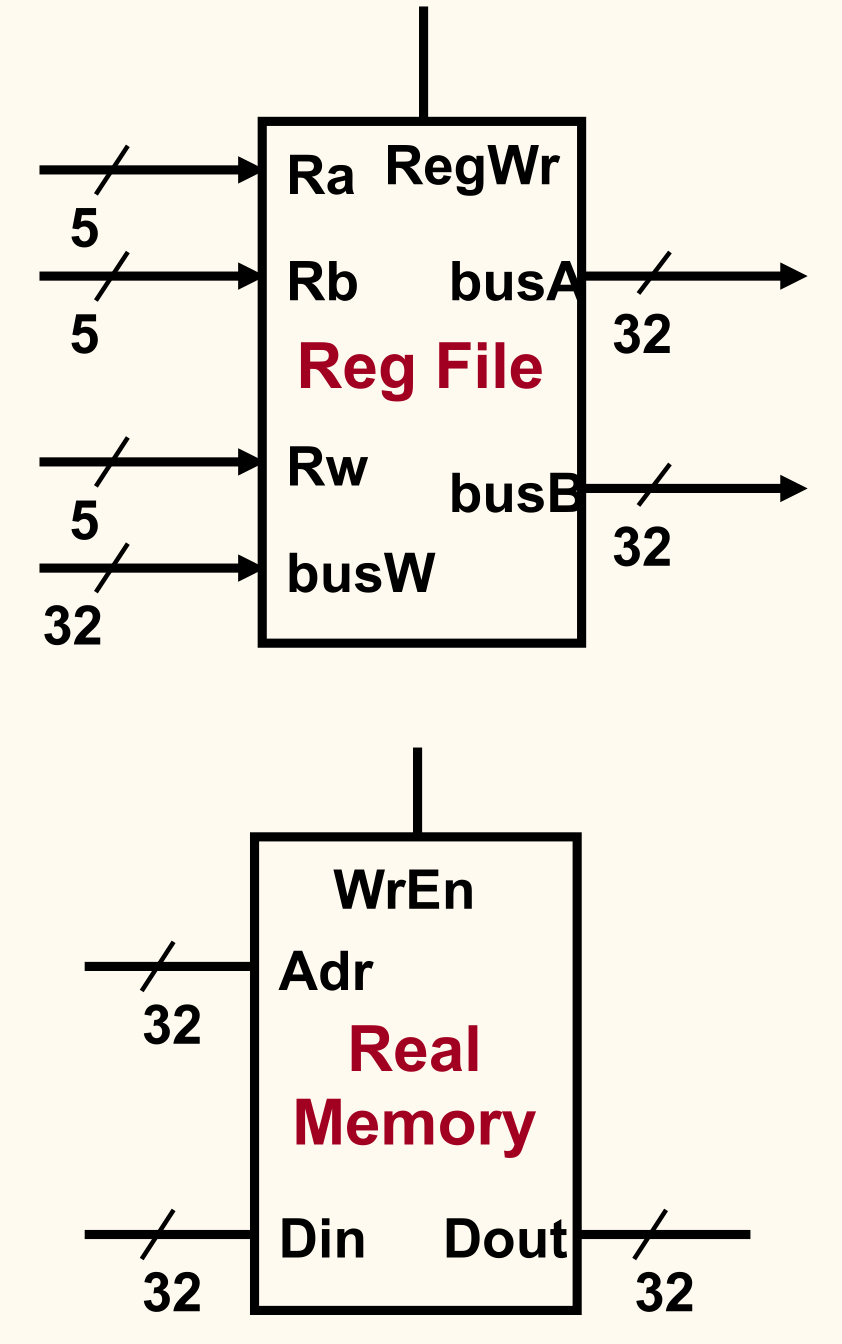 Ra RegWr
5
Rb busA
5
32
Reg File
Rw
busB
5
32
busW
32
WrEn
Adr
32
Real
Memory
Din Dout
32
32